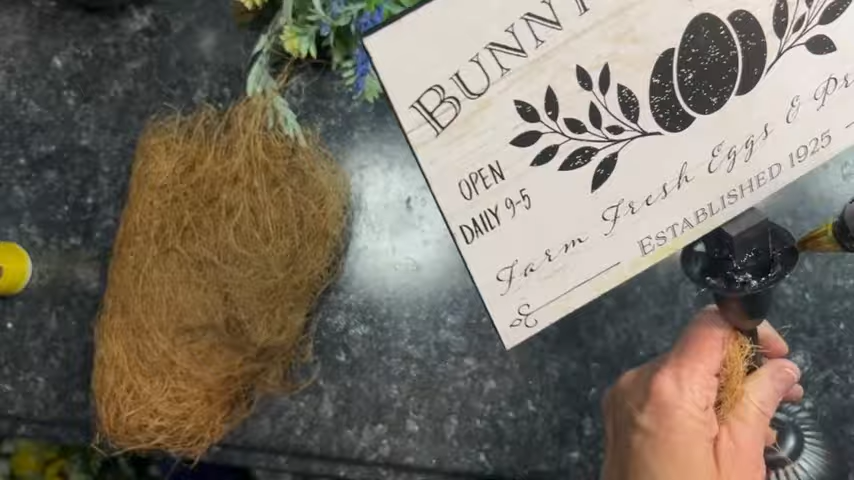 BUNNY
OPEN
DAILY 9-5
Farm Fresh Eggs & Pr
ESTABLISHED 1925